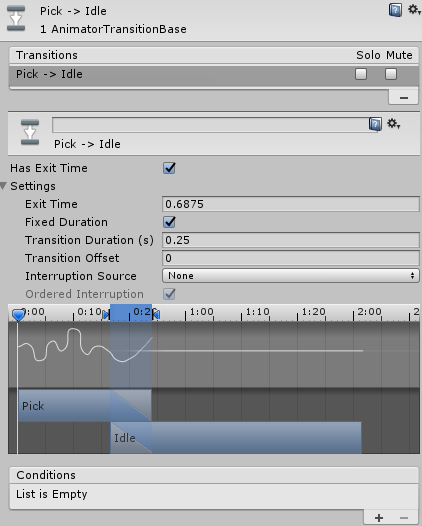 Pick -> Idle
1 AnimatorTransitionBase
Transitions Solo Mute
Pick -> Idle
Pick -> Idle
Has Exit Time
Settings
Exit Time 0.6875
Fixed Duration
Transition Duration (s) 0.25
Transition Offset 0
Interruption Source None
Ordered Interruption
0:00 0:10 0:2 1:00 1:10 1:20 2:0
Pick
Idle
Conditions
List is Empty